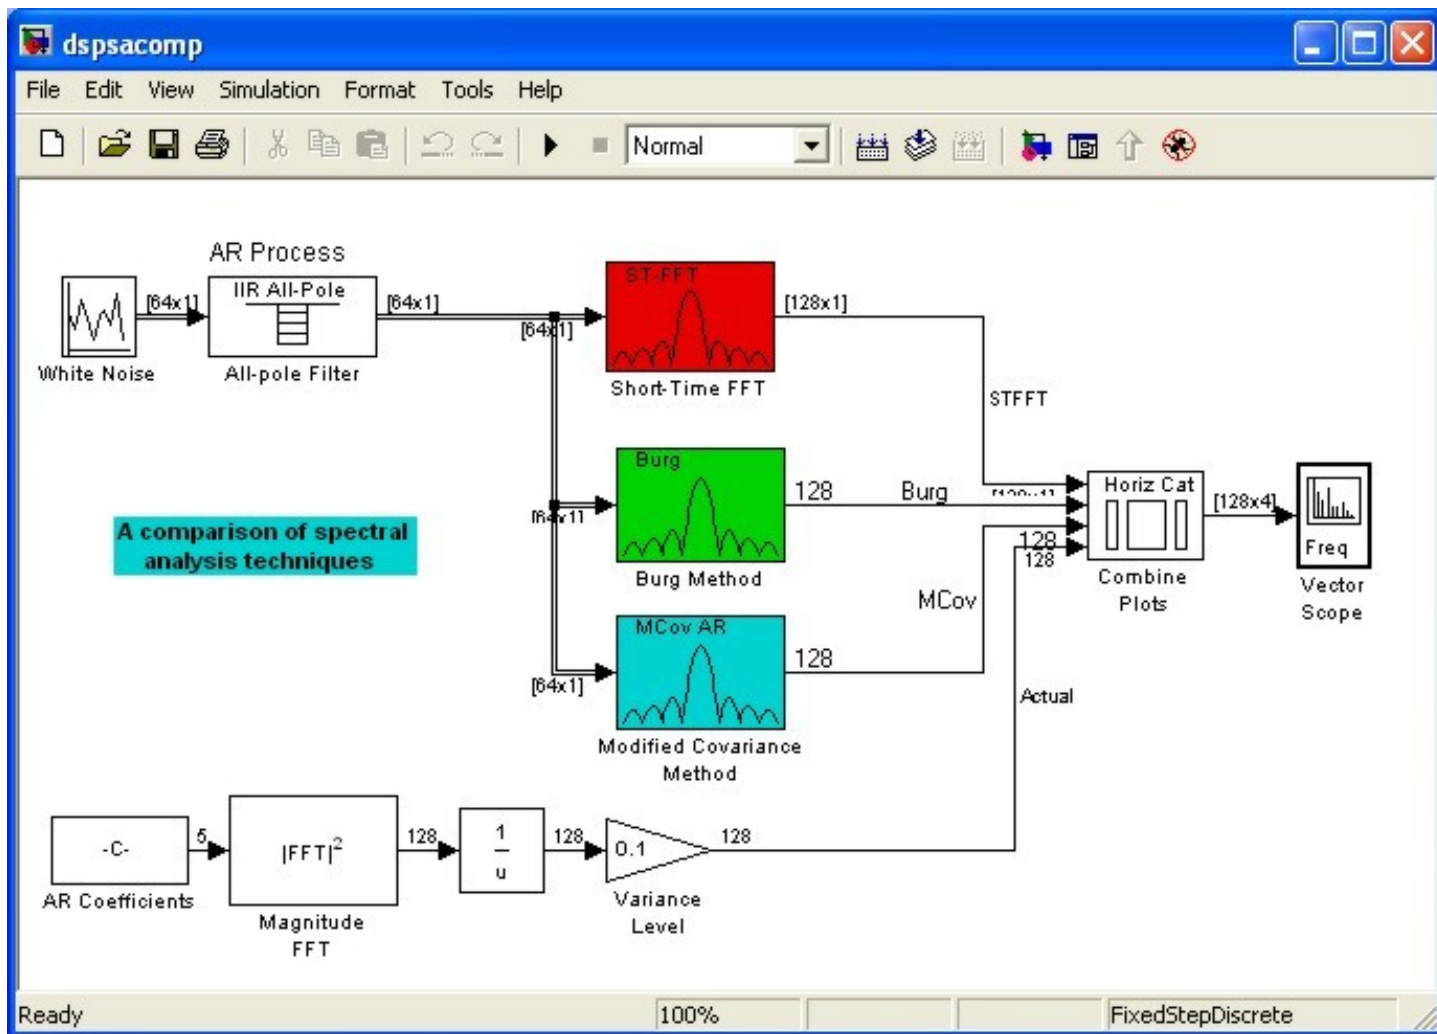 dspsacomp
File Edit View Simulation Format Tools Help
Normal
AR Process
IIR All-Pole
[64x1]
[64x1]
[64x1]
White Noise
All-pole Filter
ST-FFT
[128x1]
Short-Time FFT
STFFT
Burg
128
Burg
[64x1]
Burg Method
A comparison of spectral
analysis techniques
Horiz Cat
[128x4]
Freq
128
128
Combine
Plots
Vector
Scope
MCov AR
128
MCov
[64x1]
Modified Covariance
Method
Actual
-C-
5
|FFT|2
128
1
u
128
0.1
128
AR Coefficients
Magnitude
FFT
Variance
Level
Ready 100% FixedStepDiscrete